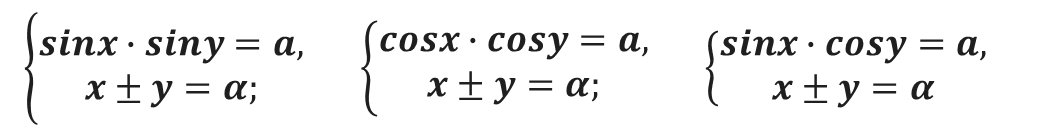 sinx · siny = a,
x ± y = α;
cosx · cosy = a,
x ± y = α;
sinx · cosy = a,
x ± y = α